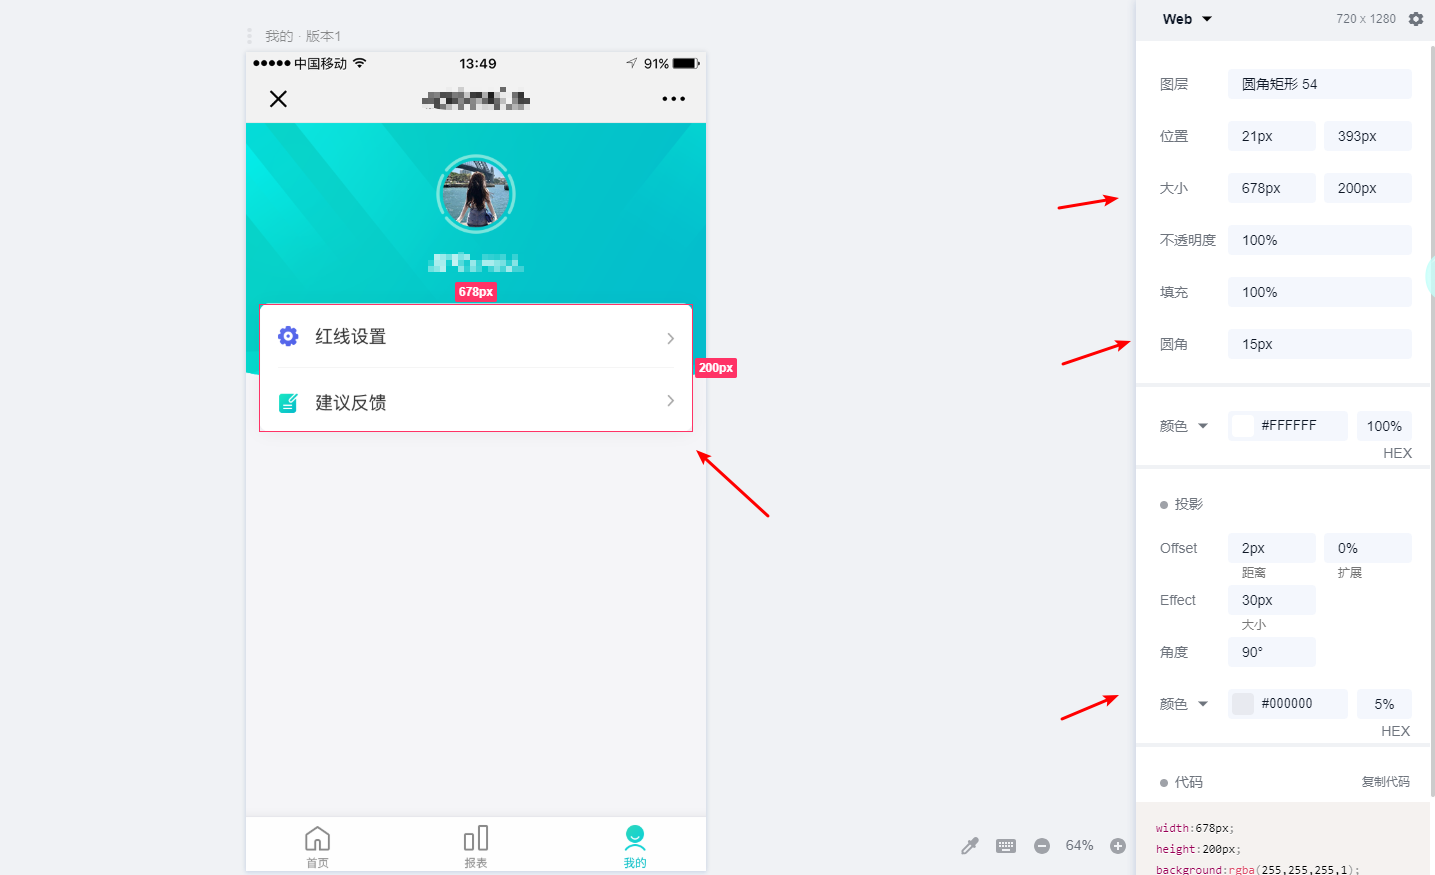 我的 · 版本1
中国移动
13:49
91%
678px
红线设置
200px
建议反馈
首页
报表
我的
64%
Web
720 x 1280
图层
圆角矩形 54
位置
21px
393px
大小
678px
200px
不透明度
100%
填充
100%
圆角
15px
颜色
#FFFFFF
100%
HEX
投影
Offset
2px
0%
距离
扩展
Effect
30px
大小
角度
90°
颜色
#000000
5%
HEX
代码
复制代码
width:678px;
height:200px;
background:rgba(255,255,255,1);